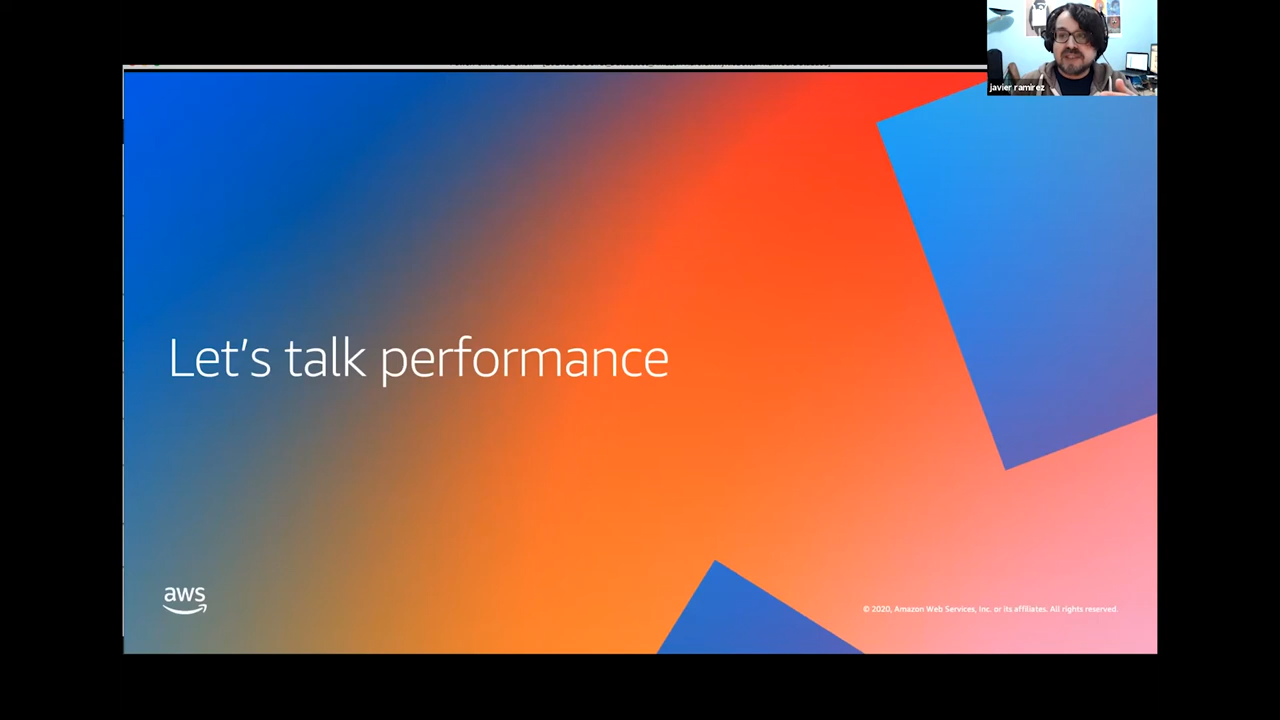 javier ramirez
Let's talk performance
aws
© 2020, Amazon Web Services, Inc. or its affiliates. All rights reserved.